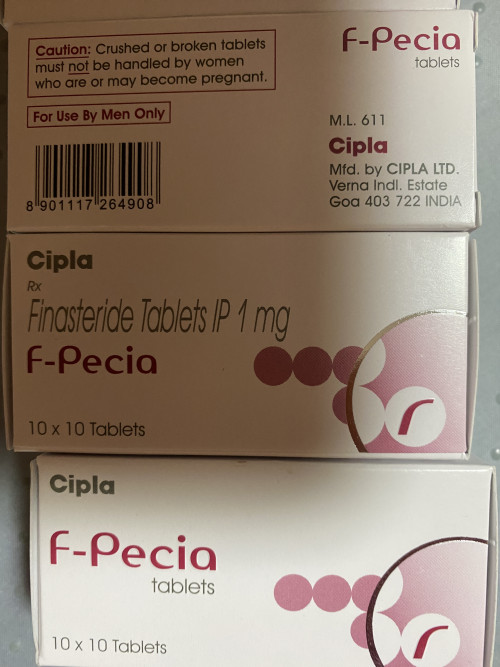 Caution: Crushed or broken tablets
must not be handled by women
who are or may become pregnant.
For Use By Men Only
8 901117 264908
F-Pecia
tablets
M.L. 611
Cipla
Mfd. by CIPLA LTD.
Verna Indl. Estate
Goa 403 722 INDIA
Cipla
Rx
Finasteride Tablets IP 1 mg
F-Pecia
10 x 10 Tablets
Cipla
F-Pecia
tablets
10 x 10 Tablets